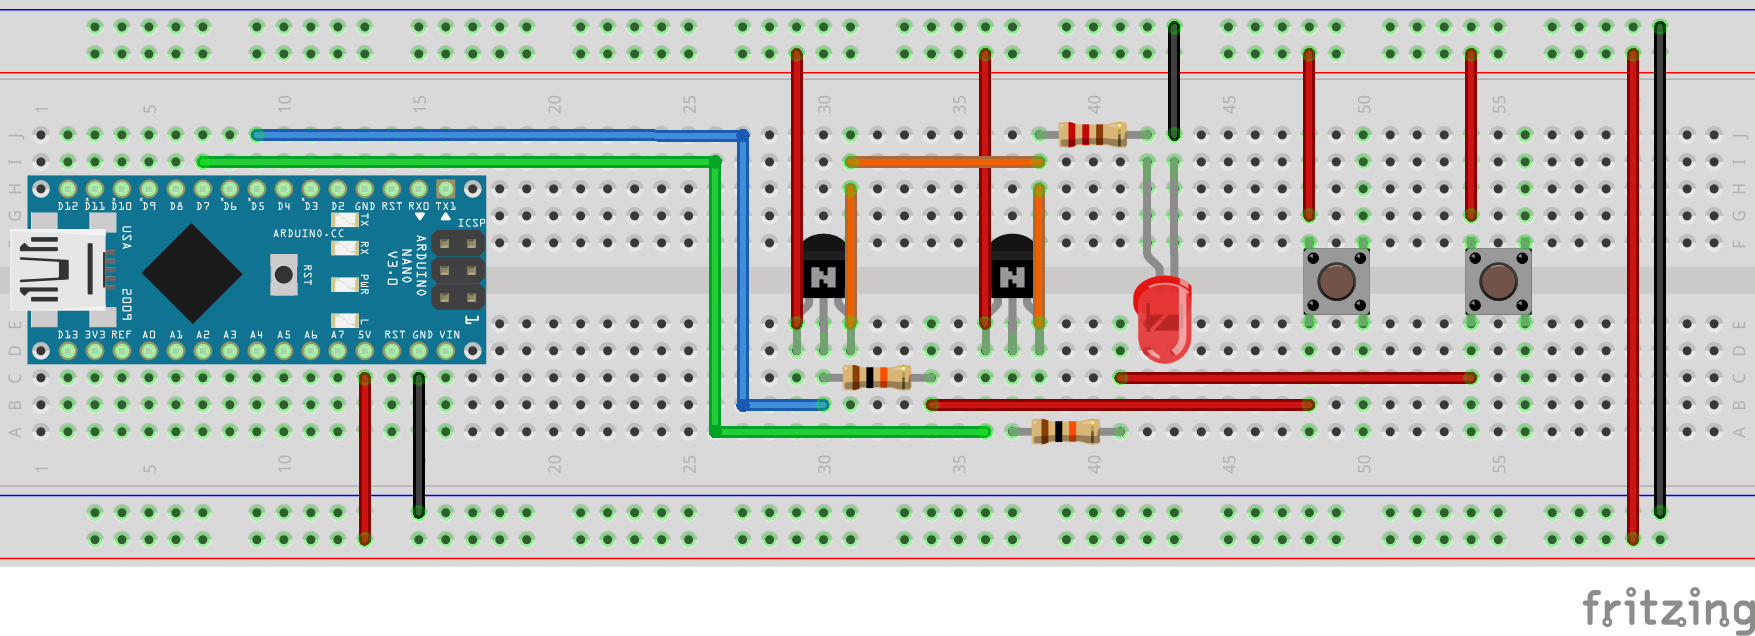 1 5 10 15 20 25 30 35 40 45 50 55
J J
I I
H H
G G
F F
D12 D11 D10 D9 D8 D7 D6 D5 D4 D3 D2 GND RST RX0 TX1
USA
2009
ARDUINO.CC
RST
TX
RX
PWR
L
ARDUINO
NANO
V3.0
ICSP
1
N N
D13 3V3 REF A0 A1 A2 A3 A4 A5 A6 A7 5V RST GND VIN
E E
D D
C C
B B
A A
1 5 10 15 20 25 30 35 40 45 50 55
fritzing